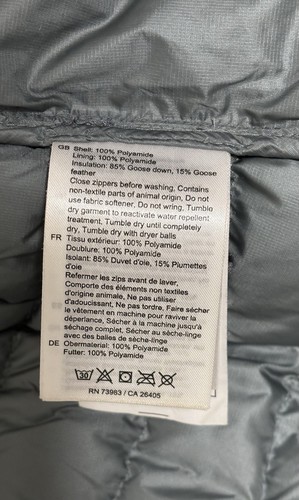 GB Shell: 100% Polyamide
Lining: 100% Polyamide
Insulation: 85% Goose down, 15% Goose
feather
Close zippers before washing, Contains
non-textile parts of animal origin, Do not
use fabric softener, Do not wring, Tumble
dry garment to reactivate water repellent
treatment, Tumble dry until completely
dry, Tumble dry with dryer balls
FR Tissu extérieur: 100% Polyamide
Doublure: 100% Polyamide
Isolant: 85% Duvet d'oie, 15% Plumettes
d'oie
Refermer les zips avant de laver,
Comporte des éléments non textiles
d'origine animale, Ne pas utiliser
d'adoucissant, Ne pas tordre, Faire sécher
le vêtement en machine pour raviver la
déperlance, Sécher à la machine jusqu'à
séchage complet, Sécher au sèche-linge
avec des balles de sèche-linge
DE Obermaterial: 100% Polyamide
Futter: 100% Polyamide
30
RN 73983 / CA 26405